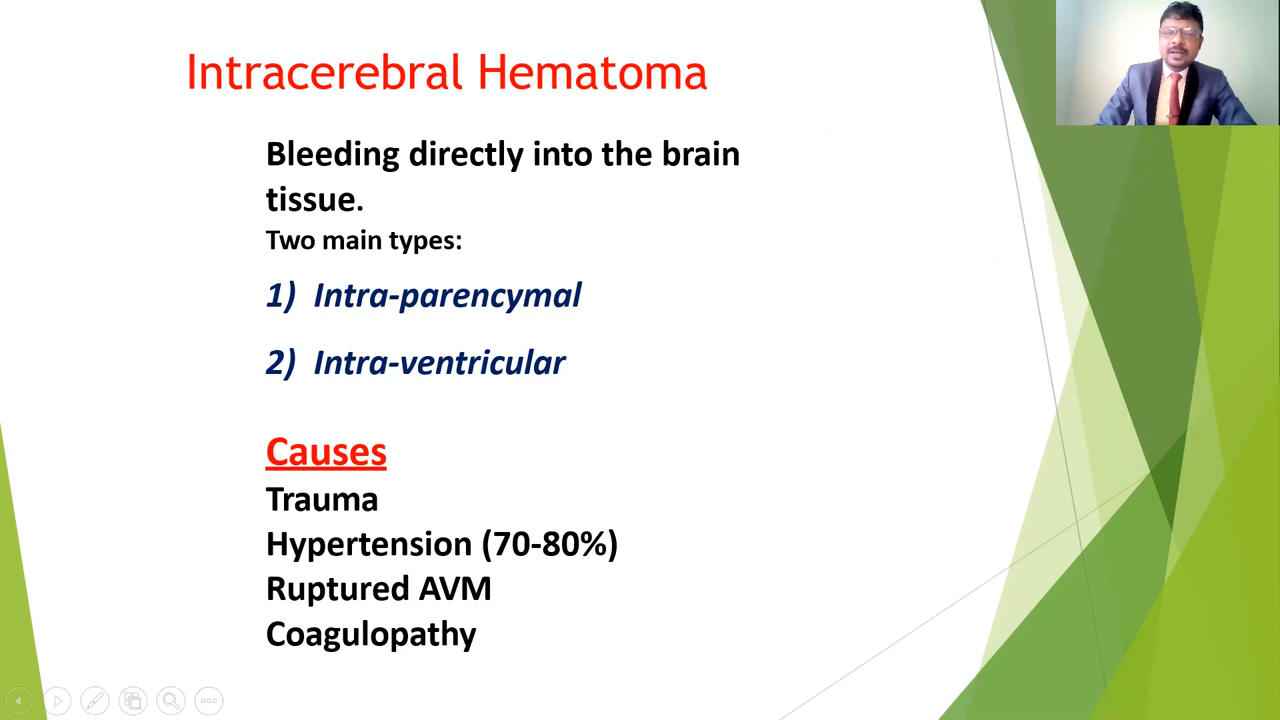 Intracerebral Hematoma
Bleeding directly into the brain
tissue.
Two main types:
1) Intra-parencymal
2) Intra-ventricular
Causes
Trauma
Hypertension (70-80%)
Ruptured AVM
Coagulopathy